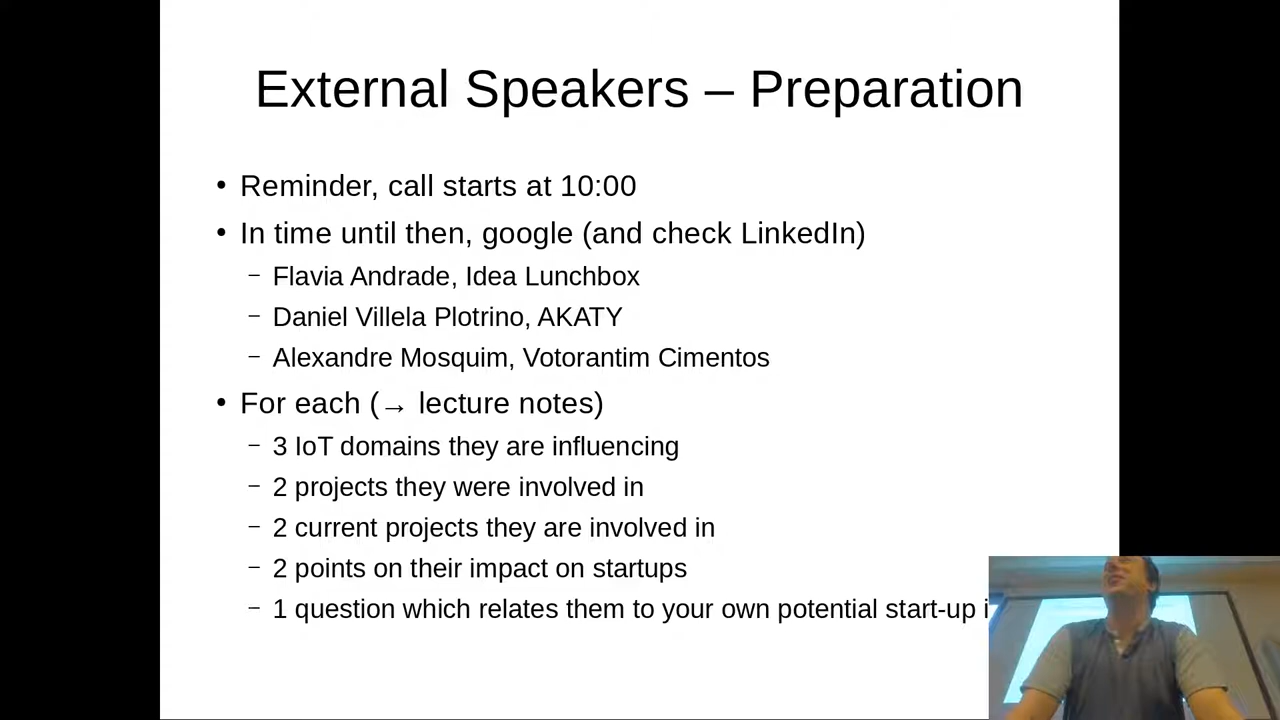 External Speakers – Preparation
• Reminder, call starts at 10:00
• In time until then, google (and check LinkedIn)
– Flavia Andrade, Idea Lunchbox
– Daniel Villela Plotrino, AKATY
– Alexandre Mosquim, Votorantim Cimentos
• For each (→ lecture notes)
– 3 IoT domains they are influencing
– 2 projects they were involved in
– 2 current projects they are involved in
– 2 points on their impact on startups
– 1 question which relates them to your own potential start-up